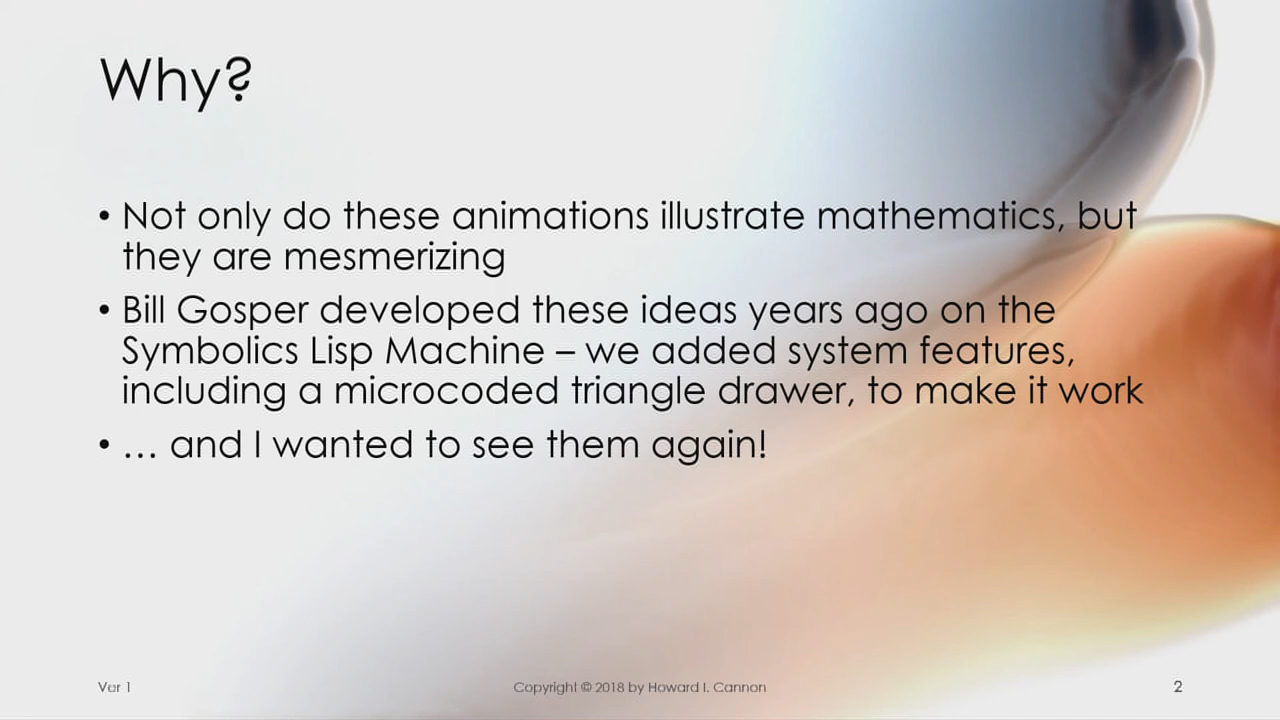 Why?
• Not only do these animations illustrate mathematics, but
they are mesmerizing
• Bill Gosper developed these ideas years ago on the
Symbolics Lisp Machine – we added system features,
including a microcoded triangle drawer, to make it work
• … and I wanted to see them again!
Ver 1
Copyright © 2018 by Howard I. Cannon
2